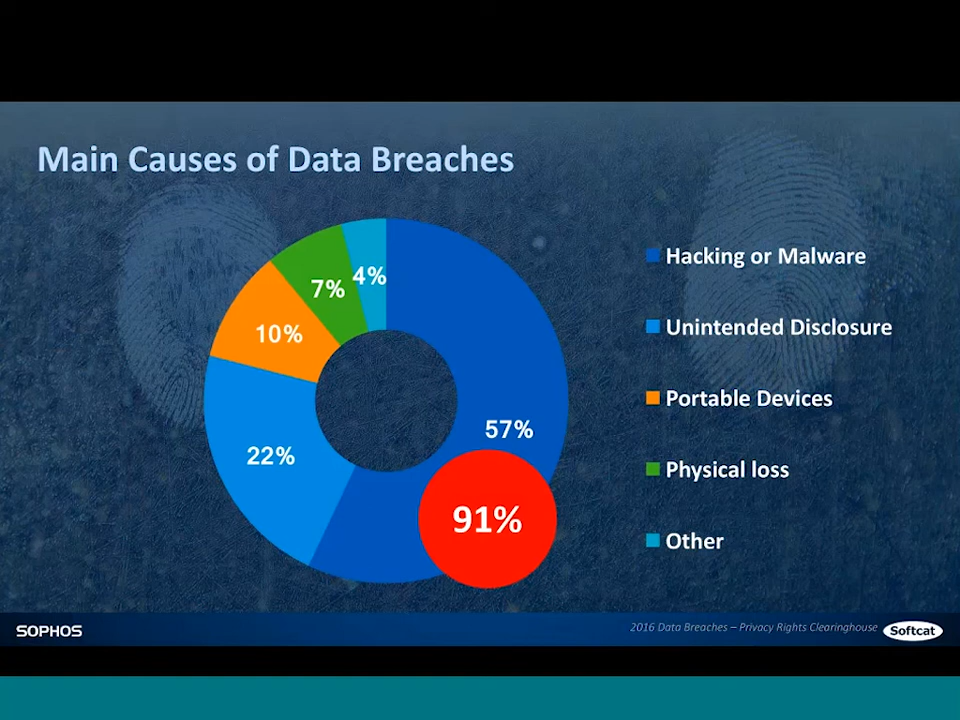 Main Causes of Data Breaches
4%
7%
10%
57%
22%
91%
Hacking or Malware
Unintended Disclosure
Portable Devices
Physical loss
Other
SOPHOS
2016 Data Breaches – Privacy Rights Clearinghouse
Softcat